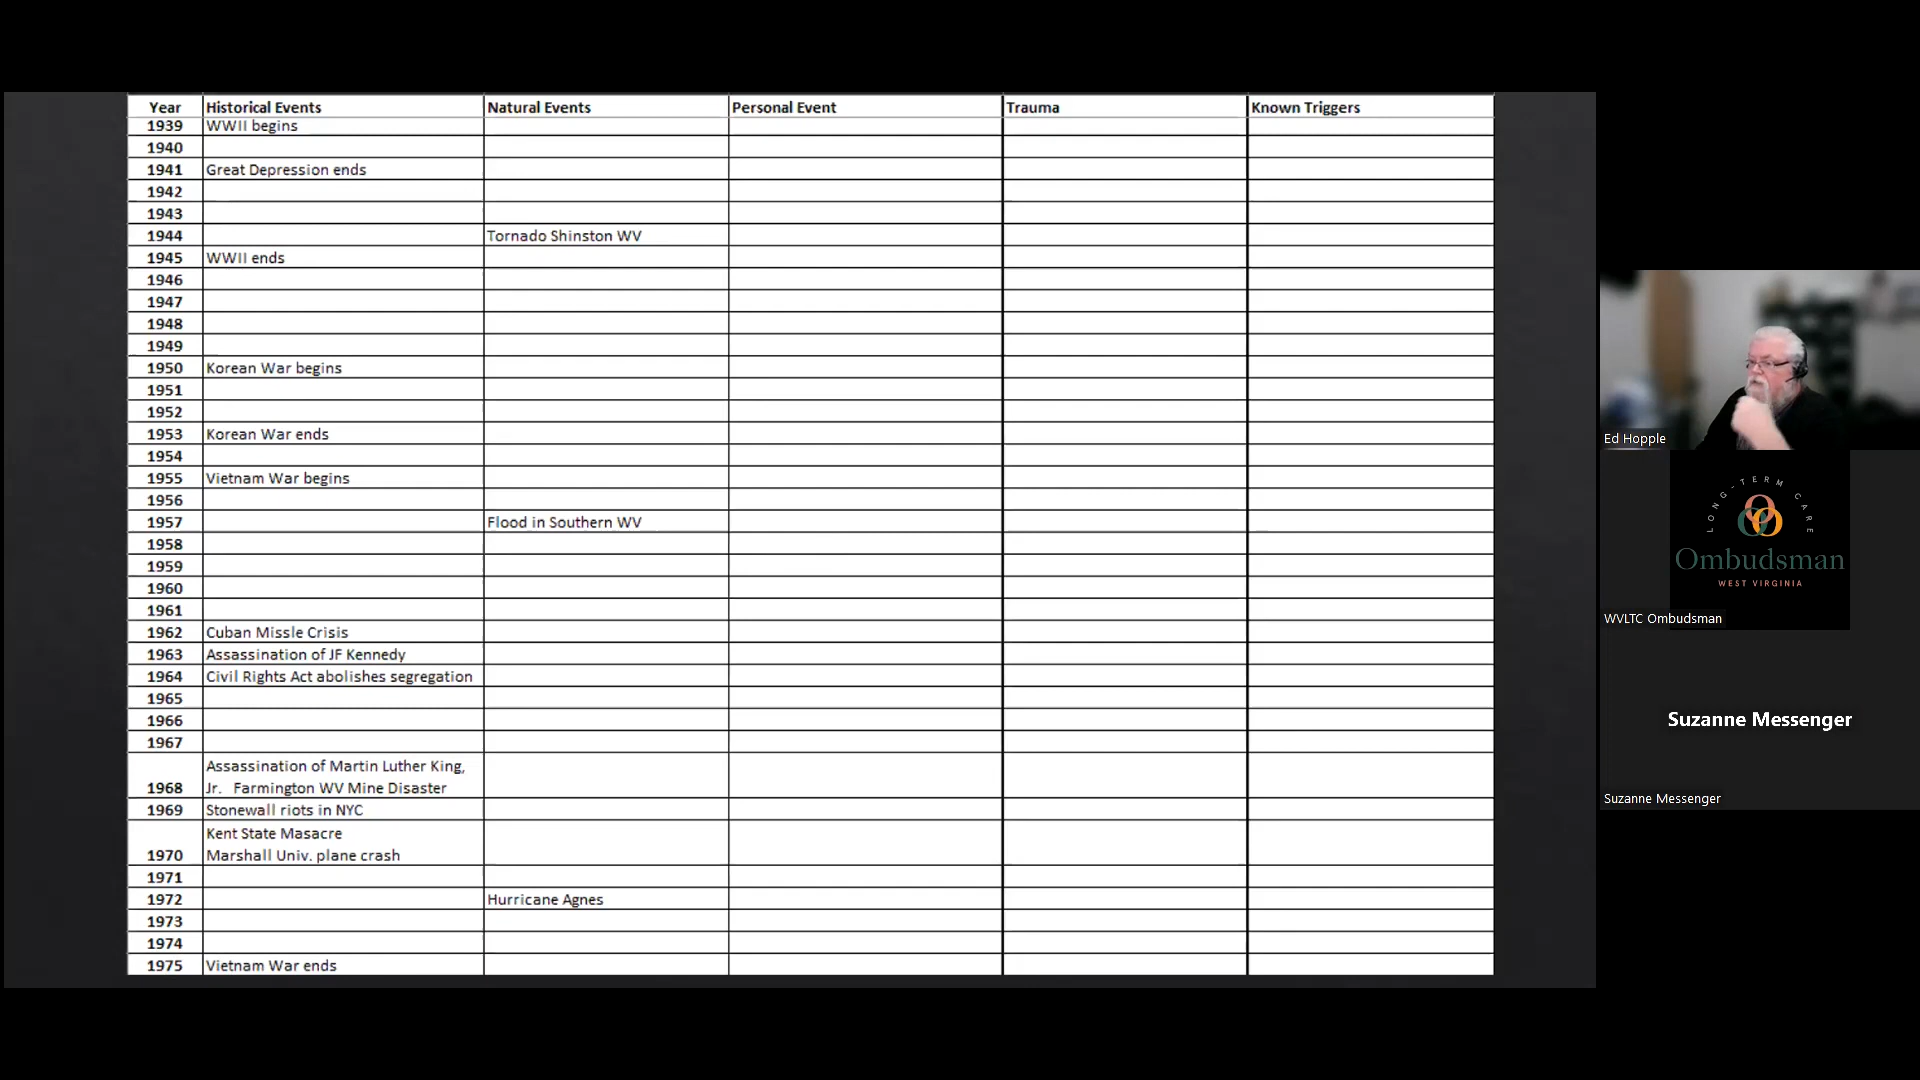 Year Historical Events Natural Events Personal Event Trauma Known Triggers
1939 WWII begins
1940
1941 Great Depression ends
1942
1943
1944 Tornado Shinston WV
1945 WWII ends
1946
1947
1948
1949
1950 Korean War begins
1951
1952
1953 Korean War ends
1954
1955 Vietnam War begins
1956
1957 Flood in Southern WV
1958
1959
1960
1961
1962 Cuban Missle Crisis
1963 Assassination of JF Kennedy
1964 Civil Rights Act abolishes segregation
1965
1966
1967
Assassination of Martin Luther King,
1968 Jr. Farmington WV Mine Disaster
1969 Stonewall riots in NYC
Kent State Masacre
1970 Marshall Univ. plane crash
1971
1972 Hurricane Agnes
1973
1974
1975 Vietnam War ends
Ed Hopple
LONG-TERM CARE
Ombudsman
WEST VIRGINIA
WVLTC Ombudsman
Suzanne Messenger
Suzanne Messenger